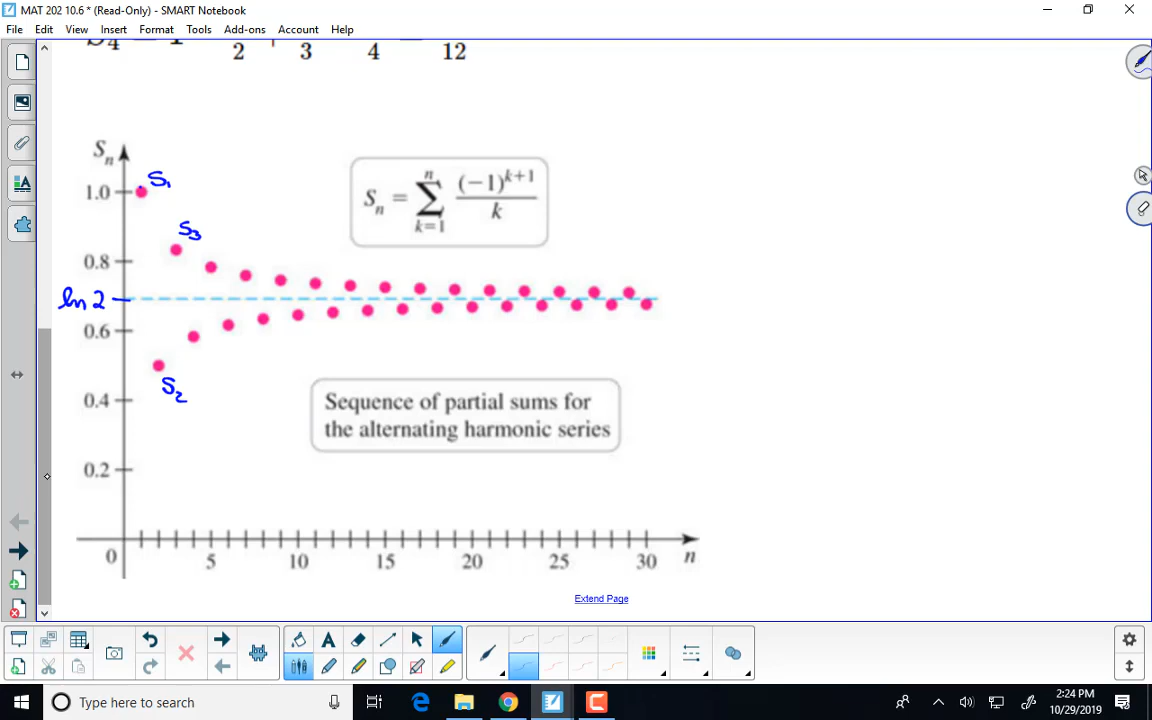 MAT 202 10.6 * (Read-Only) - SMART Notebook
File Edit View Insert Format Tools Add-ons Account Help
2 3 4 12
Sₙ
1.0
S₁
S₃
0.8
ln 2
0.6
S₂
0.4
0.2
0 5 10 15 20 25 30 n
Sₙ = ∑ₖ₌₁ⁿ (−1)ᵏ⁺¹ / k
Sequence of partial sums for
the alternating harmonic series
Extend Page
A
Type here to search
2:24 PM
10/29/2019